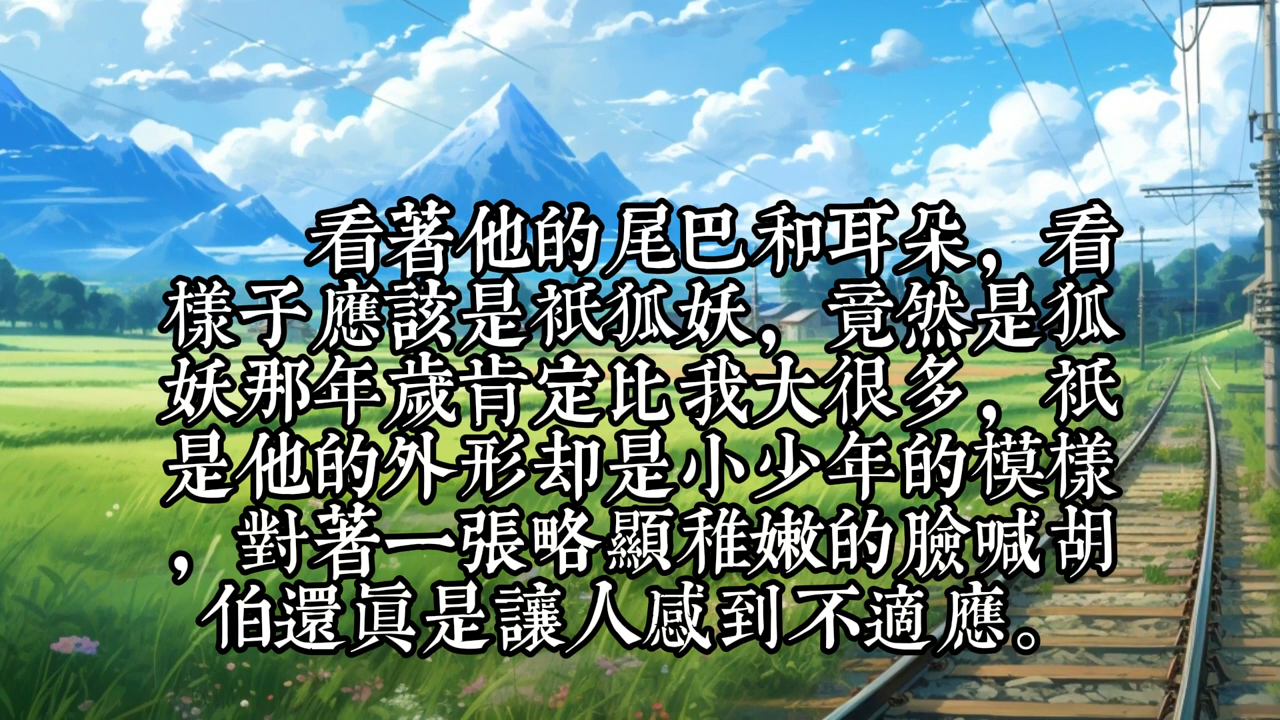 看著他的尾巴和耳朵，看
樣子應該是衹狐妖，竟然是狐
妖那年歲肯定比我大很多，衹
是他的外形却是小少年的模樣
，對著一張略顯稚嫩的臉喊胡
伯還眞是讓人感到不適應。